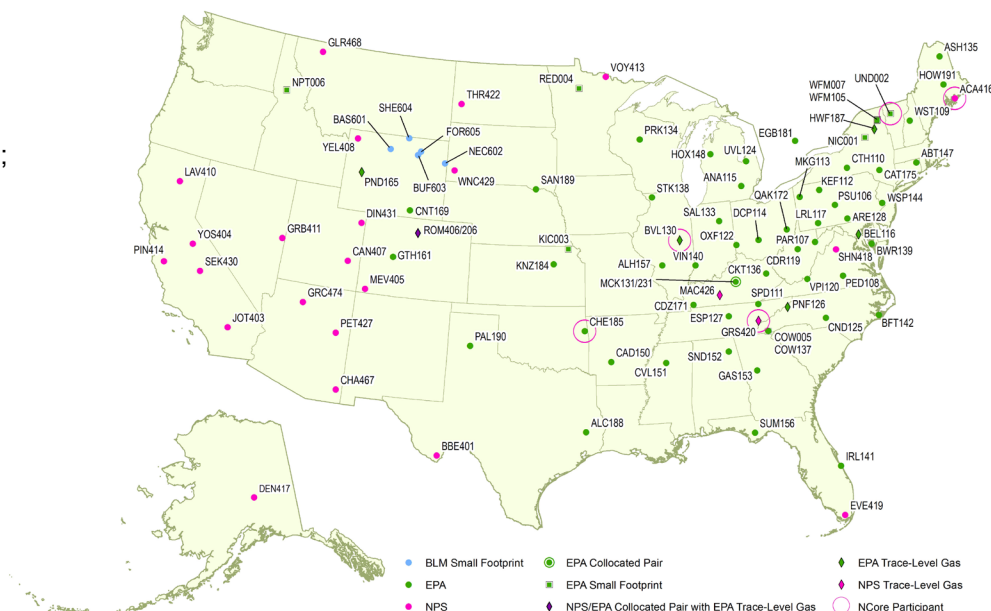 ASH135
GLR468
HOW191
VOY413
UND002
ACA416
WFM007
RED004
NPT006
WFM105
THR422
WST109
HWF187
SHE604
BAS601
FOR605
PRK134
EGB181
NIC001
YEL408
NEC602
HOX148
UVL124
MKG113
CTH110
ABT147
;
LAV410
PND165
BUF603
WNC429
SAN189
ANA115
KEF112
CAT175
STK138
QAK172
PSU106
WSP144
CNT169
SAL133
DCP114
LRL117
ARE128
DIN431
ROM406/206
BVL130
OXF122
PAR107
BEL116
YOS404
GRB411
KIC003
BWR139
PIN414
CAN407
GTH161
VIN140
CDR119
SHN418
SEK430
KNZ184
ALH157
CKT136
MCK131/231
MEV405
MAC426
VPI120
PED108
GRC474
CDZ171
SPD111
PNF126
JOT403
CHE185
ESP127
CND125
BFT142
PET427
GRS420
COW005
PAL190
COW137
CAD150
SND152
CVL151
GAS153
CHA467
ALC188
SUM156
BBE401
IRL141
DEN417
EVE419
BLM Small Footprint
EPA Collocated Pair
EPA Trace-Level Gas
EPA
EPA Small Footprint
NPS Trace-Level Gas
NPS
NPS/EPA Collocated Pair with EPA Trace-Level Gas
NCore Participant